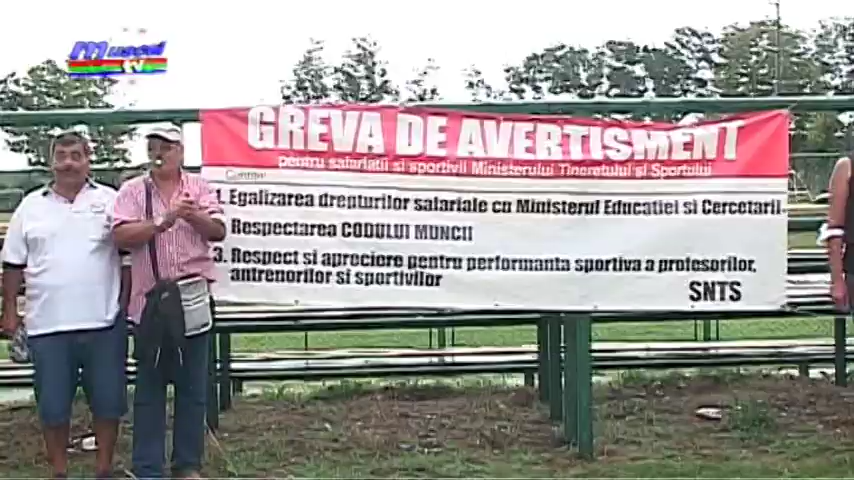 Muscel
TV
GREVA DE AVERTISMENT
pentru salariatii si sportivii Ministerului Tineretului si Sportului
1. Egalizarea drepturilor salariale cu Ministerul Educatiei si Cercetarii
Respectarea CODULUI MUNCII
3. Respect si apreciere pentru performanta sportiva a profesorilor,
antrenorilor si sportivilor
SNTS